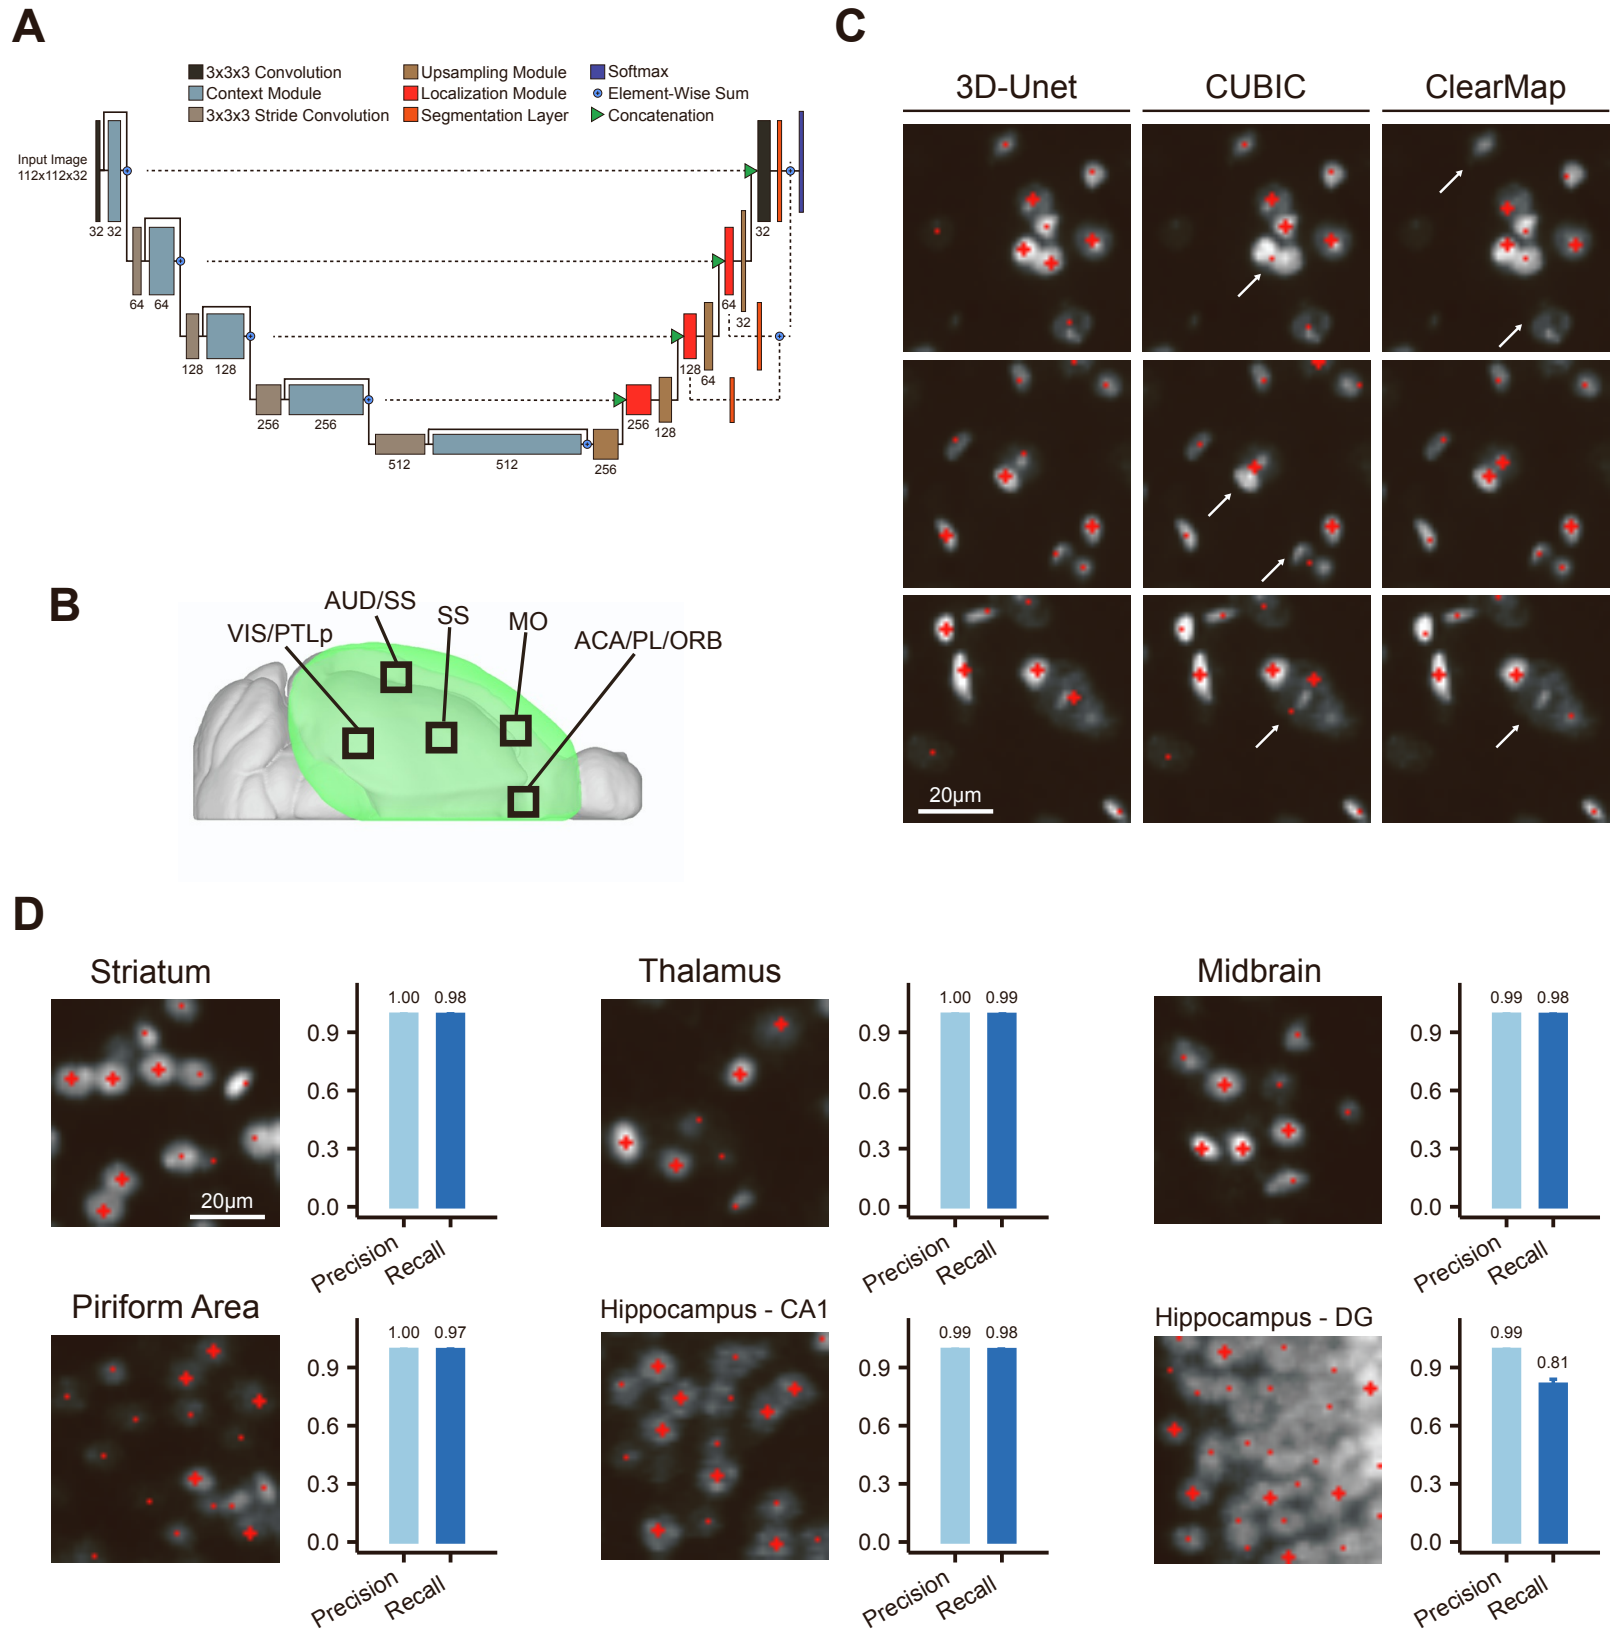 A
3x3x3 Convolution
Context Module
3x3x3 Stride Convolution
Upsampling Module
Localization Module
Segmentation Layer
Softmax
Element-Wise Sum
Concatenation
Input Image
112x112x32
32 32
64 64
128 128
256 256
512 512
256
256 128
128 64
64 32
32
B
VIS/PTLp
AUD/SS
SS
MO
ACA/PL/ORB
C
3D-Unet
CUBIC
ClearMap
20µm
D
Striatum
20µm
1.00 0.98
0.9
0.6
0.3
0.0
Precision
Recall
Thalamus
1.00 0.99
0.9
0.6
0.3
0.0
Precision
Recall
Midbrain
0.99 0.98
0.9
0.6
0.3
0.0
Precision
Recall
Piriform Area
1.00 0.97
0.9
0.6
0.3
0.0
Precision
Recall
Hippocampus - CA1
0.99 0.98
0.9
0.6
0.3
0.0
Precision
Recall
Hippocampus - DG
0.99
0.81
0.9
0.6
0.3
0.0
Precision
Recall